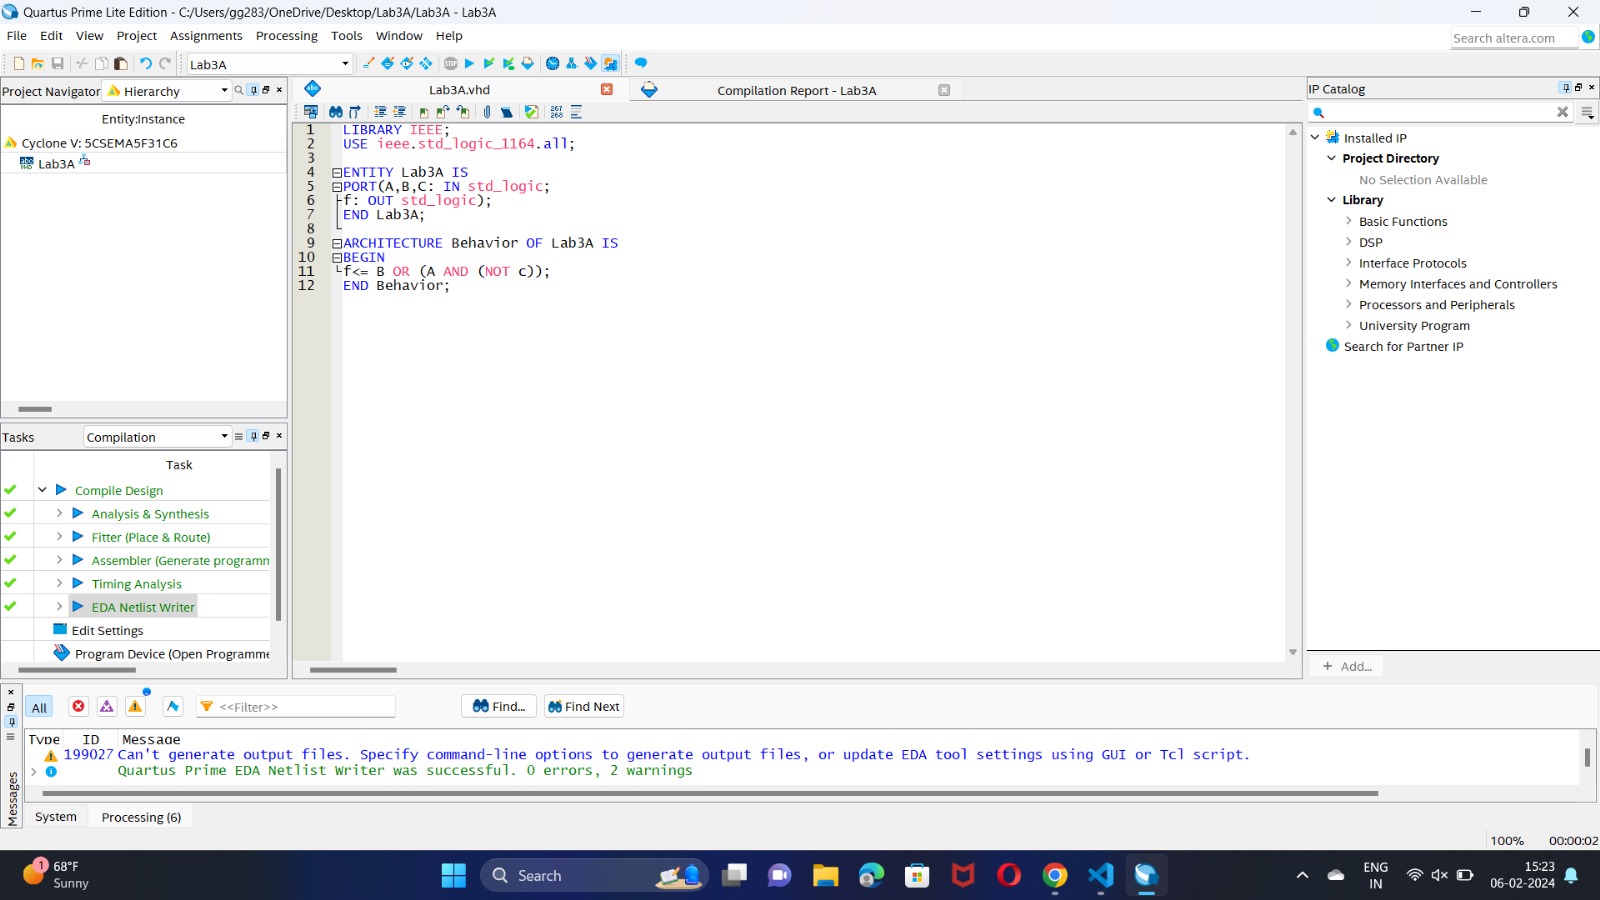 Quartus Prime Lite Edition - C:/Users/gg283/OneDrive/Desktop/Lab3A/Lab3A - Lab3A
File Edit View Project Assignments Processing Tools Window Help
Search altera.com
Lab3A
Project Navigator Hierarchy
Entity:Instance
Cyclone V: 5CSEMA5F31C6
Lab3A
Tasks Compilation
Task
Compile Design
Analysis & Synthesis
Fitter (Place & Route)
Assembler (Generate programm
Timing Analysis
EDA Netlist Writer
Edit Settings
Program Device (Open Programme
Lab3A.vhd
Compilation Report - Lab3A
1 LIBRARY IEEE;
2 USE ieee.std_logic_1164.all;
3
4 ENTITY Lab3A IS
5 PORT(A,B,C: IN std_logic;
6 f: OUT std_logic);
7 END Lab3A;
8
9 ARCHITECTURE Behavior OF Lab3A IS
10 BEGIN
11 f<= B OR (A AND (NOT c));
12 END Behavior;
IP Catalog
Installed IP
Project Directory
No Selection Available
Library
Basic Functions
DSP
Interface Protocols
Memory Interfaces and Controllers
Processors and Peripherals
University Program
Search for Partner IP
+ Add...
All
<<Filter>>
Find...
Find Next
Type ID Message
199027 Can't generate output files. Specify command-line options to generate output files, or update EDA tool settings using GUI or Tcl script.
Quartus Prime EDA Netlist Writer was successful. 0 errors, 2 warnings
Messages
System Processing (6)
100% 00:00:02
1
68°F
Sunny
Search
ENG
IN
15:23
06-02-2024